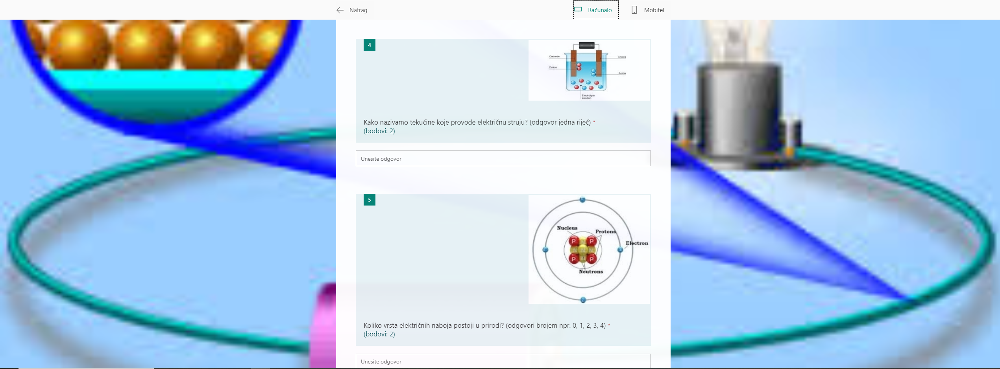 Natrag
Računalo
Mobitel
4
Cathode
Anode
Cation
Anion
Electrolyte
solution
Kako nazivamo tekućine koje provode električnu struju? (odgovor jedna riječ) *
(bodovi: 2)
Unesite odgovor
5
Nucleus
Protons
Electron
P
P
P
P
Neutrons
Koliko vrsta električnih naboja postoji u prirodi? (odgovori brojem npr. 0, 1, 2, 3, 4) *
(bodovi: 2)
Unesite odgovor